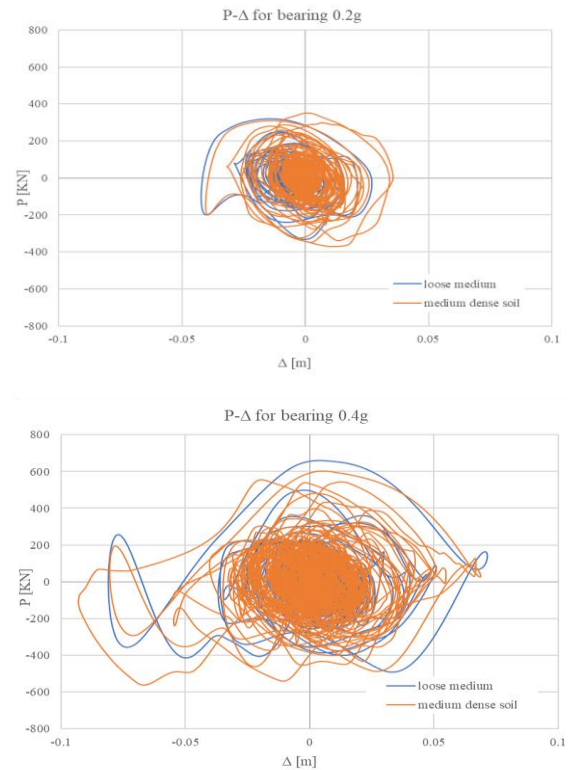 P-Δ for bearing 0.2g
800
600
400
200
0
-200
-400
-600
-800
P [KN]
-0.1
-0.05
0
0.05
0.1
Δ [m]
loose medium
medium dense soil
P-Δ for bearing 0.4g
800
600
400
200
0
-200
-400
-600
-800
P [KN]
-0.1
-0.05
0
0.05
0.1
Δ [m]
loose medium
medium dense soil